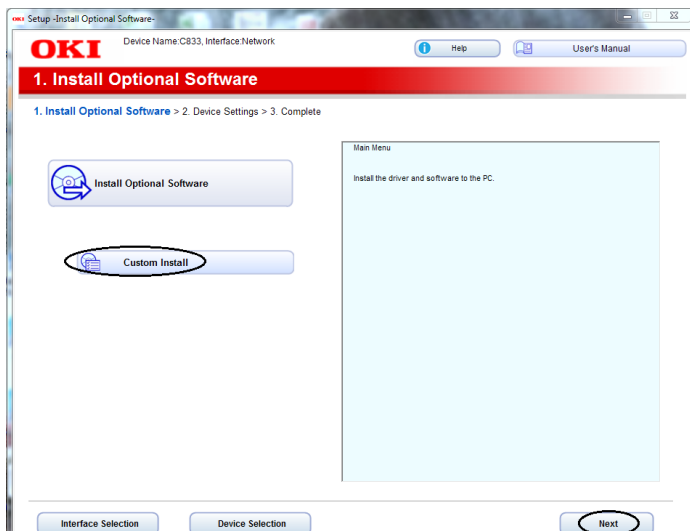 OKI Setup -Install Optional Software-
OKI
Device Name:C833, Interface:Network
Help
User's Manual
1. Install Optional Software
1. Install Optional Software > 2. Device Settings > 3. Complete
Install Optional Software
Custom Install
Main Menu
Install the driver and software to the PC.
Interface Selection
Device Selection
Next